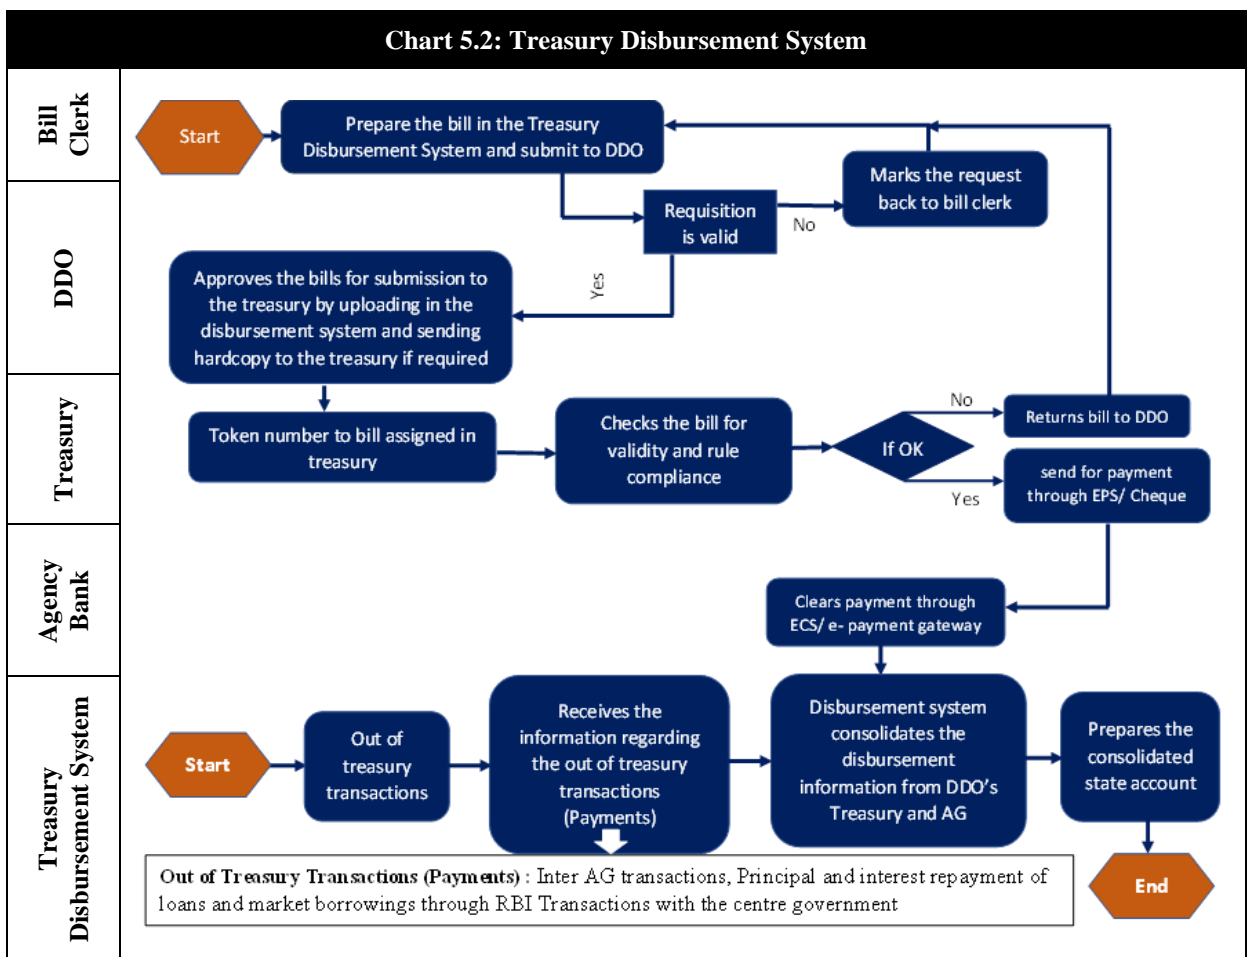 Chart 5.2: Treasury Disbursement System
Bill
Clerk
Start
Prepare the bill in the Treasury
Disbursement System and submit to DDO
Marks the request
back to bill clerk
DDO
Requisition
is valid
No
Yes
Approves the bills for submission to
the treasury by uploading in the
disbursement system and sending
hardcopy to the treasury if required
Treasury
Token number to bill assigned in
treasury
Checks the bill for
validity and rule
compliance
If OK
No
Returns bill to DDO
Yes
send for payment
through EPS/ Cheque
Agency
Bank
Clears payment through
ECS/ e- payment gateway
Treasury
Disbursement System
Start
Out of
treasury
transactions
Receives the
information regarding
the out of treasury
transactions
(Payments)
Disbursement system
consolidates the
disbursement
information from DDO's
Treasury and AG
Prepares the
consolidated
state account
End
Out of Treasury Transactions (Payments) : Inter AG transactions, Principal and interest repayment of
loans and market borrowings through RBI Transactions with the centre government